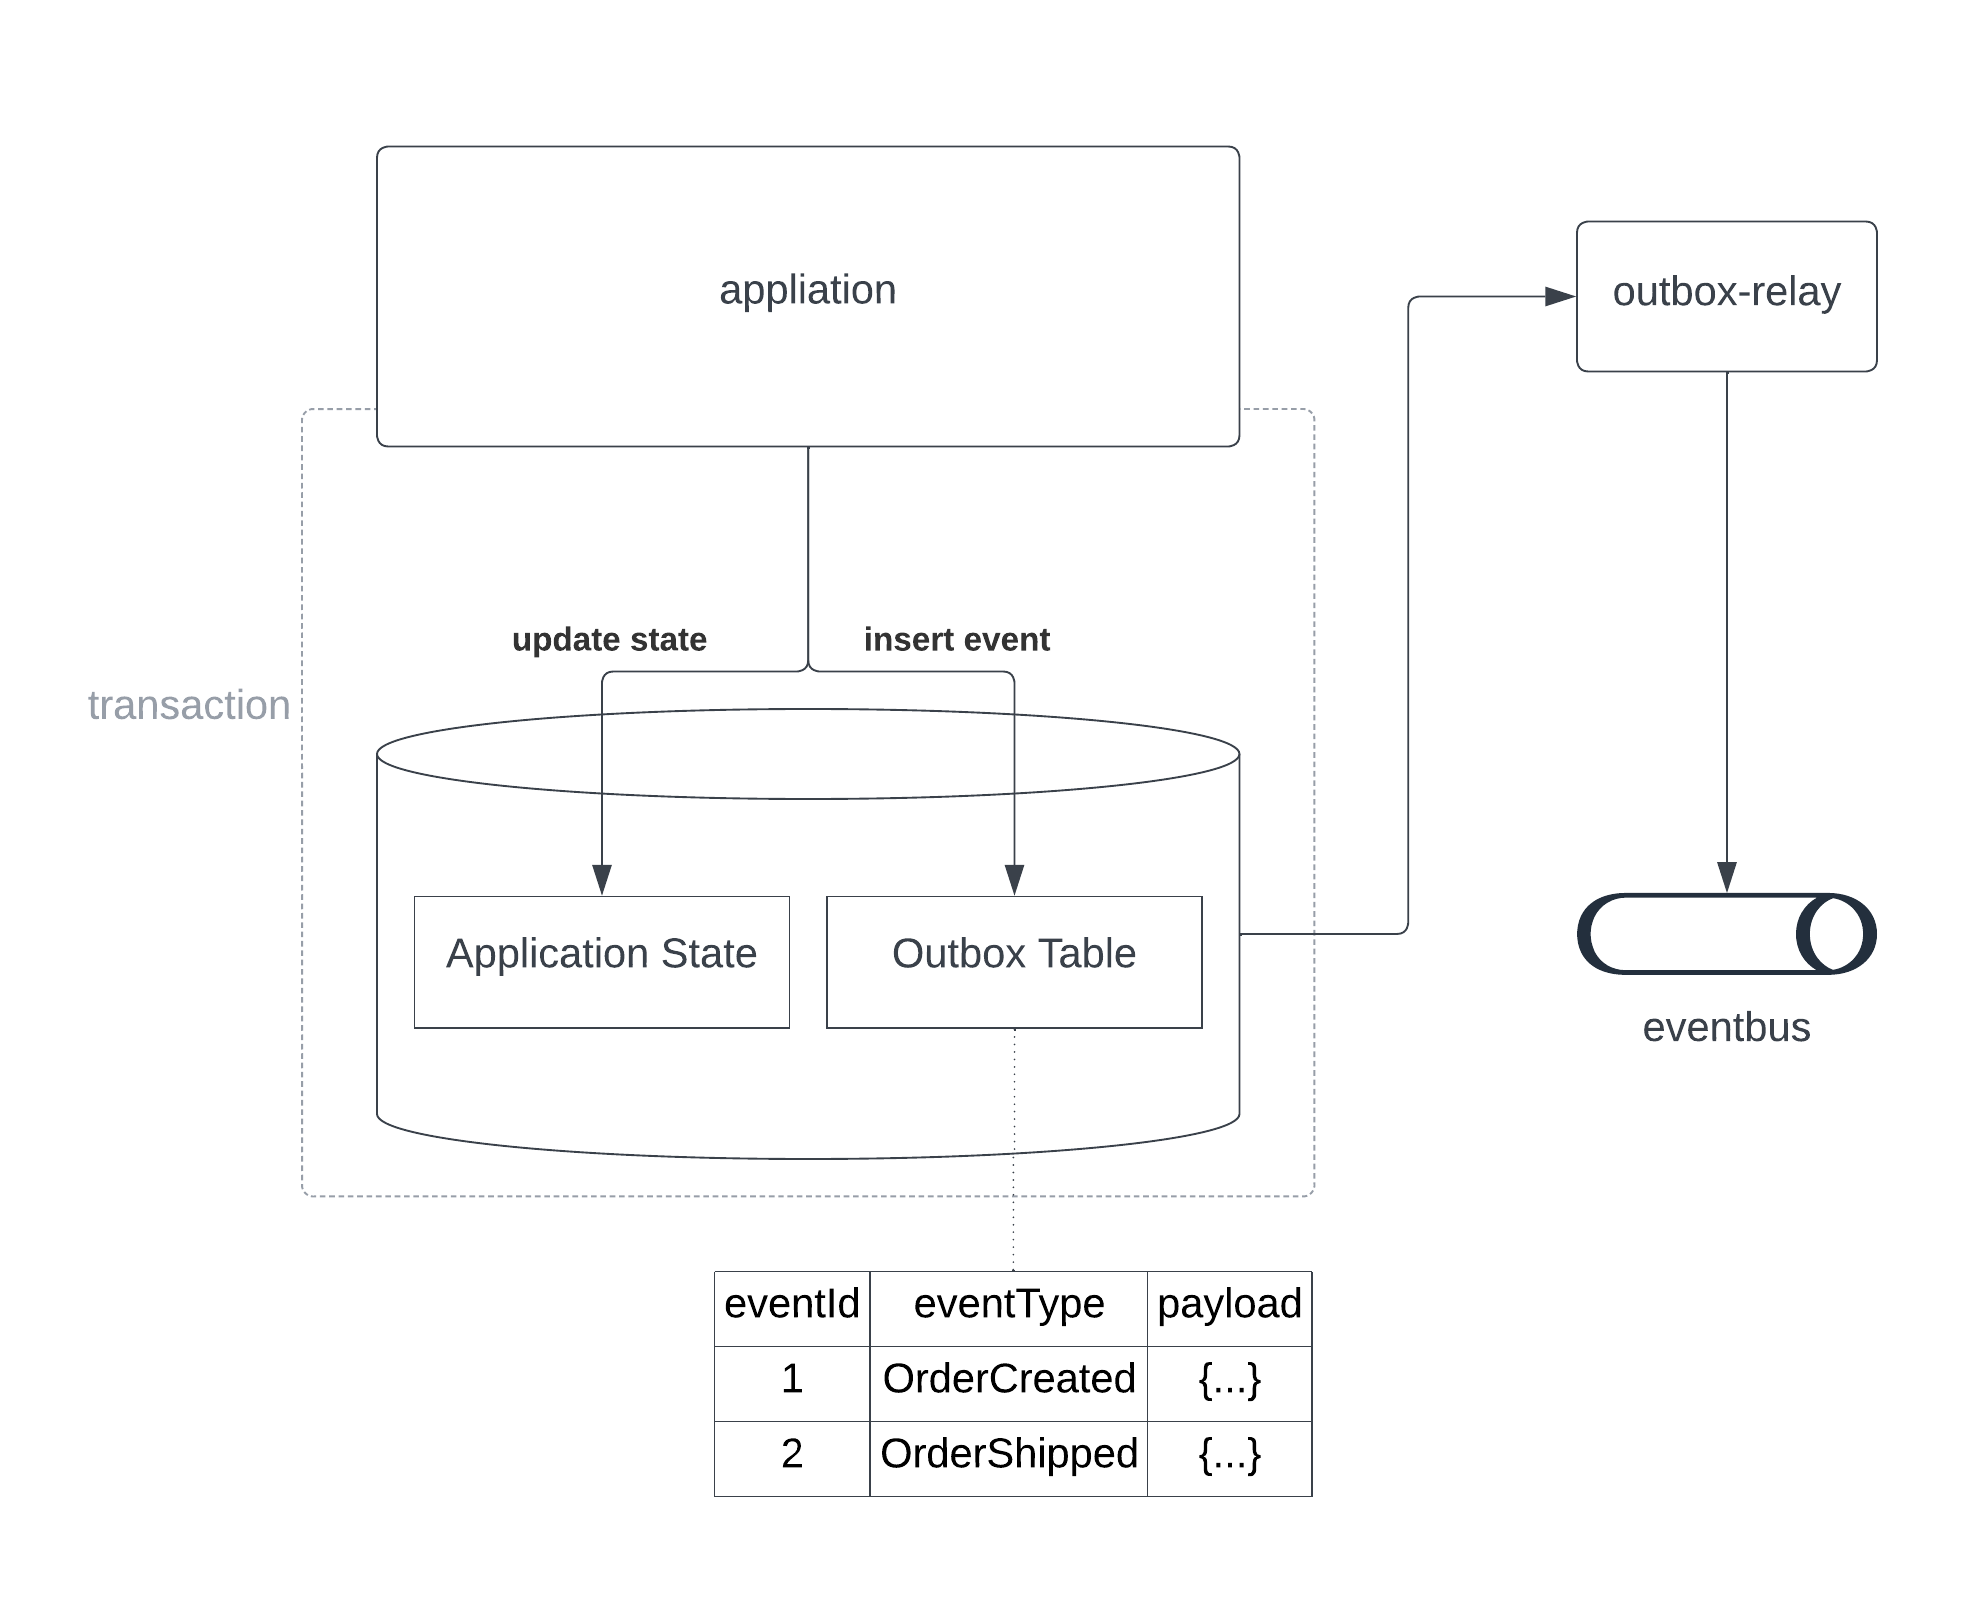 appliation
outbox-relay
update state
insert event
transaction
Application State
Outbox Table
eventbus
eventId eventType payload
1 OrderCreated {...}
2 OrderShipped {...}